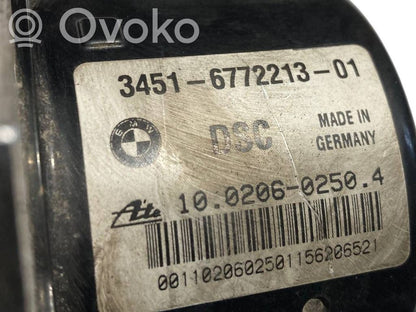 Ovoko
3451-6772213-01
BMW
DSC
MADE IN
GERMANY
Ate
10.0206-0250.4
00110206025011562065​21